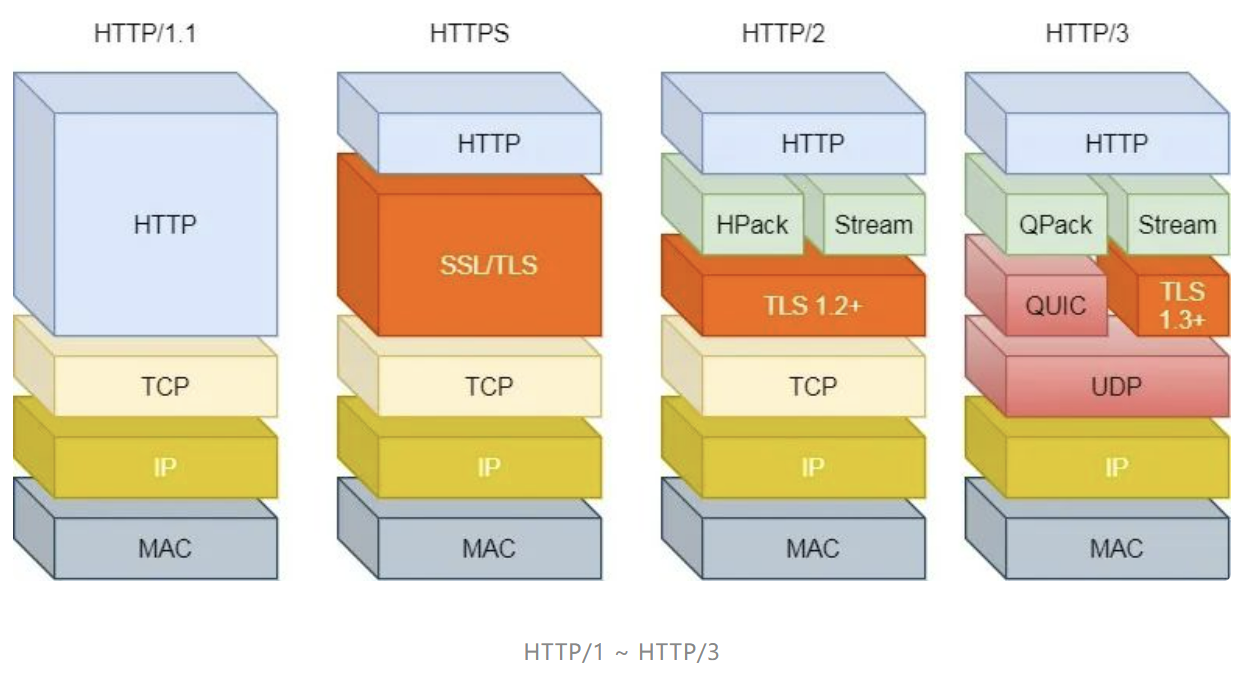 HTTP/1.1
HTTPS
HTTP/2
HTTP/3
HTTP
TCP
IP
MAC
HTTP
SSL/TLS
TCP
IP
MAC
HTTP
HPack
Stream
TLS 1.2+
TCP
IP
MAC
HTTP
QPack
Stream
QUIC
TLS
1.3+
UDP
IP
MAC
HTTP/1 ~ HTTP/3